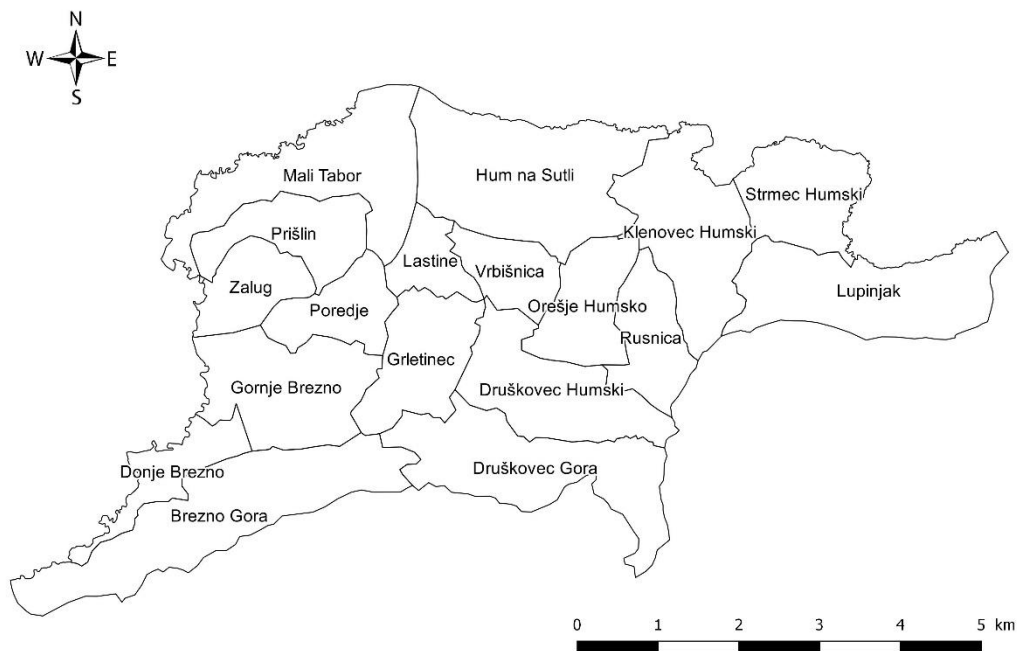 N
W E
S
Mali Tabor
Hum na Sutli
Strmec Humski
Prišlin
Klenovec Humski
Lastine
Vrbišnica
Zalug
Lupinjak
Poredje
Orešje Humsko
Rusnica
Grletinec
Gornje Brezno
Druškovec Humski
Donje Brezno
Druškovec Gora
Brezno Gora
0 1 2 3 4 5 km